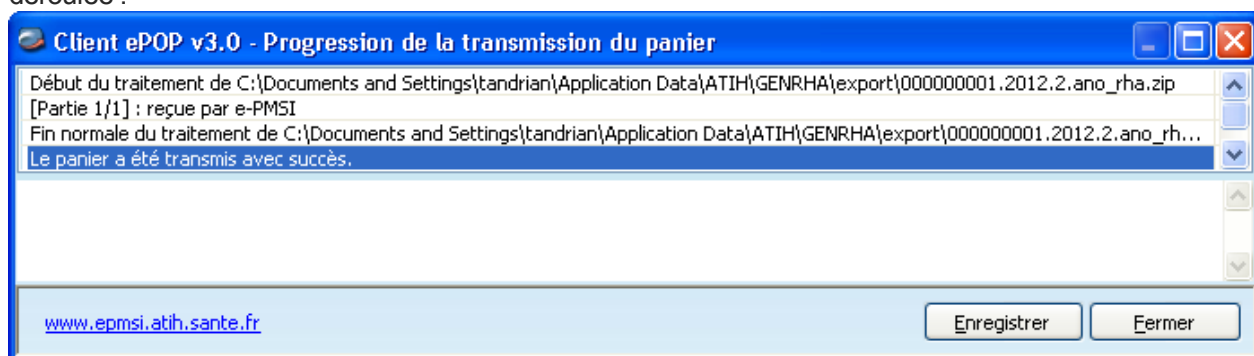 déroulés :
Client ePOP v3.0 - Progression de la transmission du panier
Début du traitement de C:\Documents and Settings\tandrian\Application Data\ATIH\GENRHA\export\000000001.2012.2.ano_rha.zip
[Partie 1/1] : reçue par e-PMSI
Fin normale du traitement de C:\Documents and Settings\tandrian\Application Data\ATIH\GENRHA\export\000000001.2012.2.ano_rh...
Le panier a été transmis avec succès.
www.epmsi.atih.sante.fr
Enregistrer
Fermer